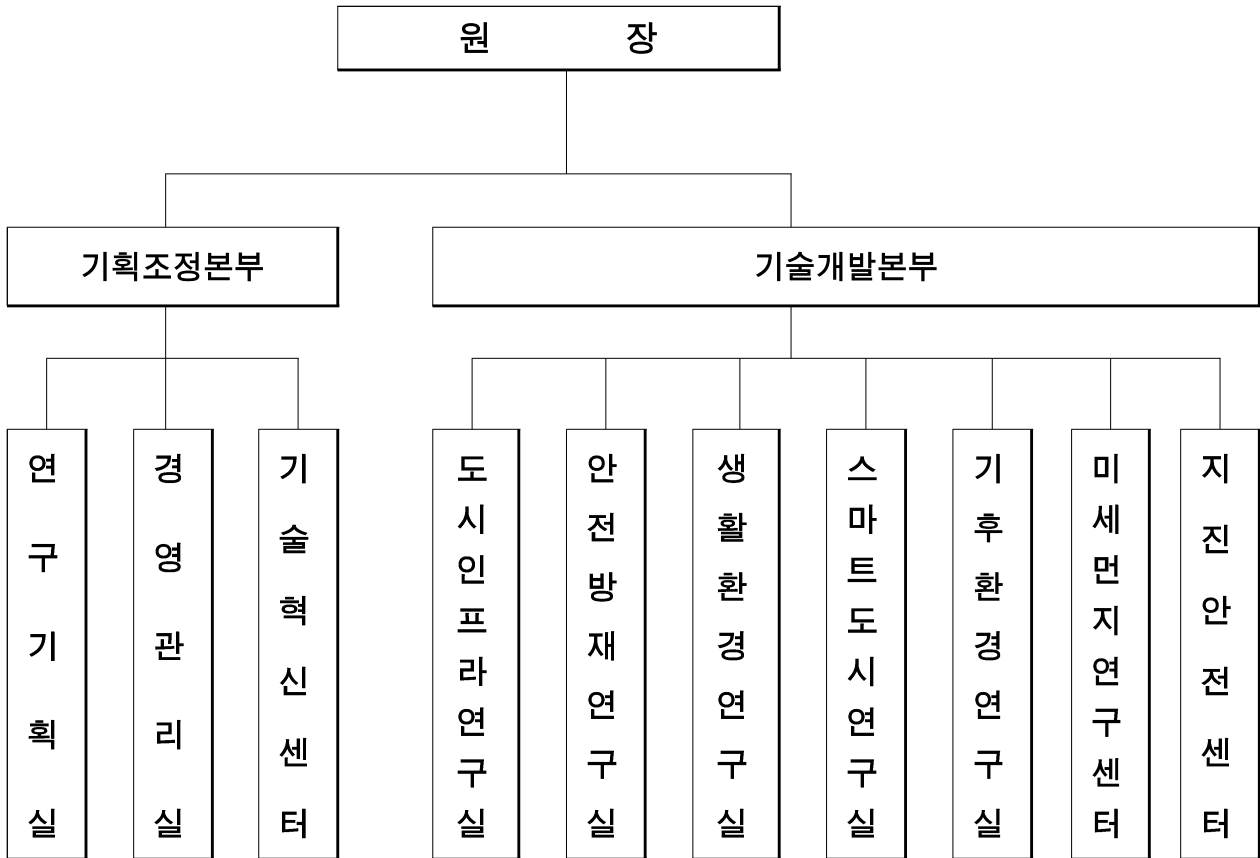 원 장
기획조정본부
기술개발본부
연구기획실
경영관리실
기술혁신센터
도시인프라연구실
안전방재연구실
생활환경연구실
스마트도시연구실
기후환경연구실
미세먼지연구센터
지진안전센터